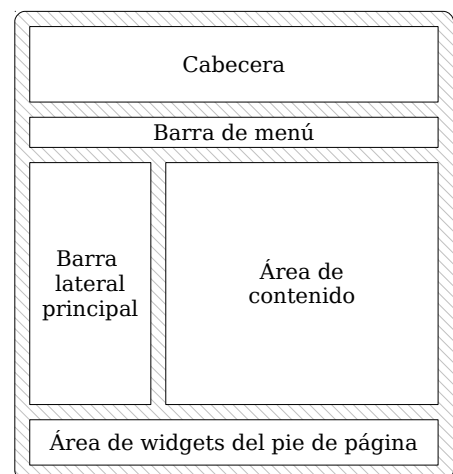 Cabecera
Barra de menú
Barra
lateral
principal
Área de
contenido
Área de widgets del pie de página